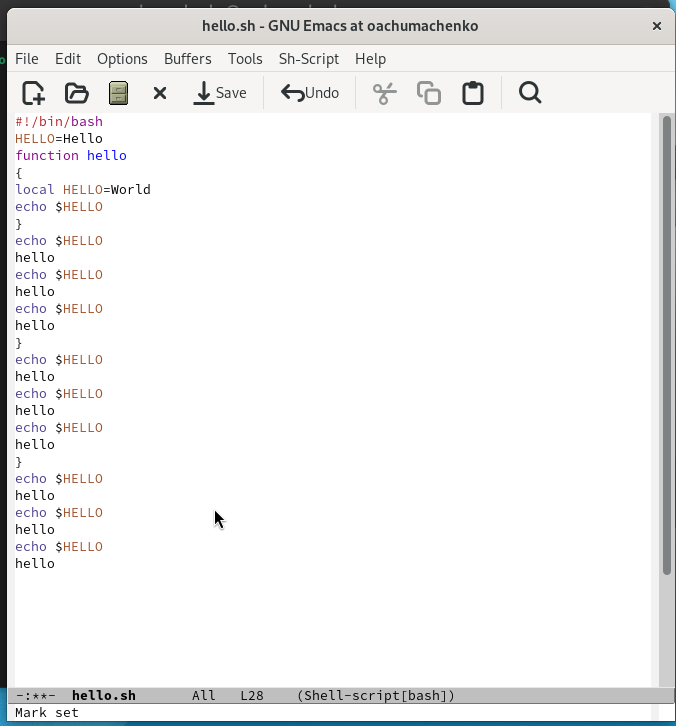 hello.sh - GNU Emacs at oachumachenko
File Edit Options Buffers Tools Sh-Script Help
Save Undo
#!/bin/bash
HELLO=Hello
function hello
{
local HELLO=World
echo $HELLO
}
echo $HELLO
hello
echo $HELLO
hello
echo $HELLO
hello
}
echo $HELLO
hello
echo $HELLO
hello
echo $HELLO
hello
}
echo $HELLO
hello
echo $HELLO
hello
echo $HELLO
hello
-:**- hello.sh All L28 (Shell-script[bash])
Mark set